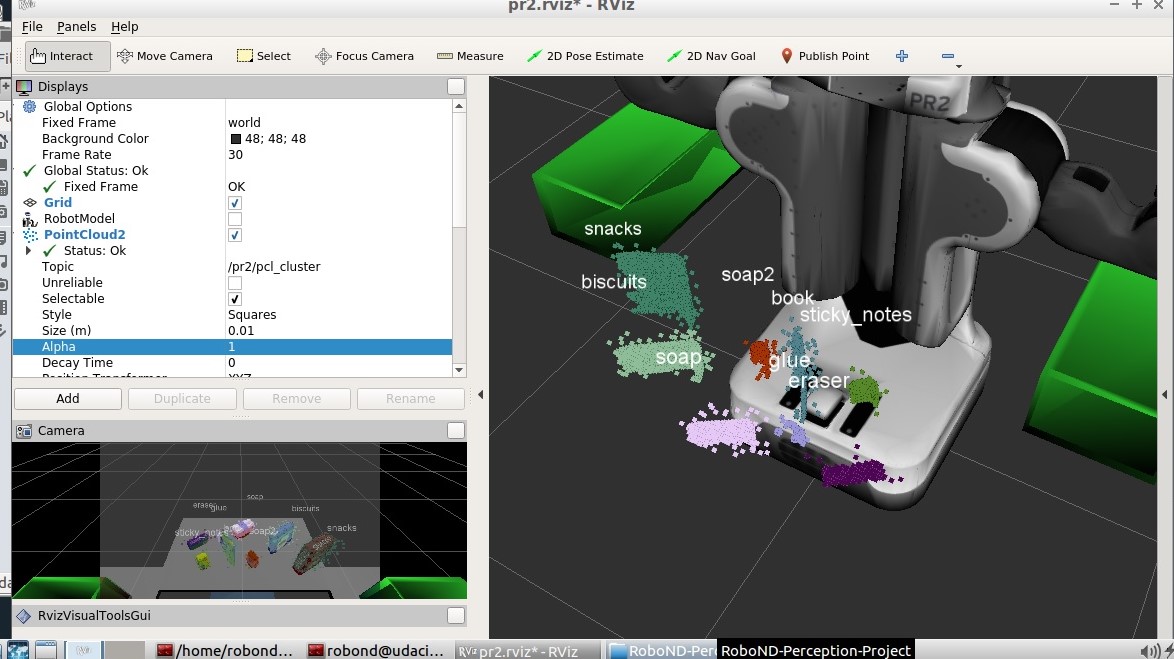 pr2.rviz* - RViz
File Panels Help
Interact Move Camera Select Focus Camera Measure 2D Pose Estimate 2D Nav Goal Publish Point
Displays
Global Options
Fixed Frame world
Background Color 48; 48; 48
Frame Rate 30
Global Status: Ok
Fixed Frame OK
Grid
RobotModel
PointCloud2
Status: Ok
Topic /pr2/pcl_cluster
Unreliable
Selectable
Style Squares
Size (m) 0.01
Alpha 1
Decay Time 0
Position Transformer XYZ
Add Duplicate Remove Rename
Camera
soap
eraser
glue
biscuits
sticky_notes
soap2
snacks
RvizVisualToolsGui
PR2
snacks
biscuits
soap2
book
sticky_notes
soap
glue
eraser
/home/robond... robond@udaci... pr2.rviz* - RViz RoboND-Per RoboND-Perception-Project